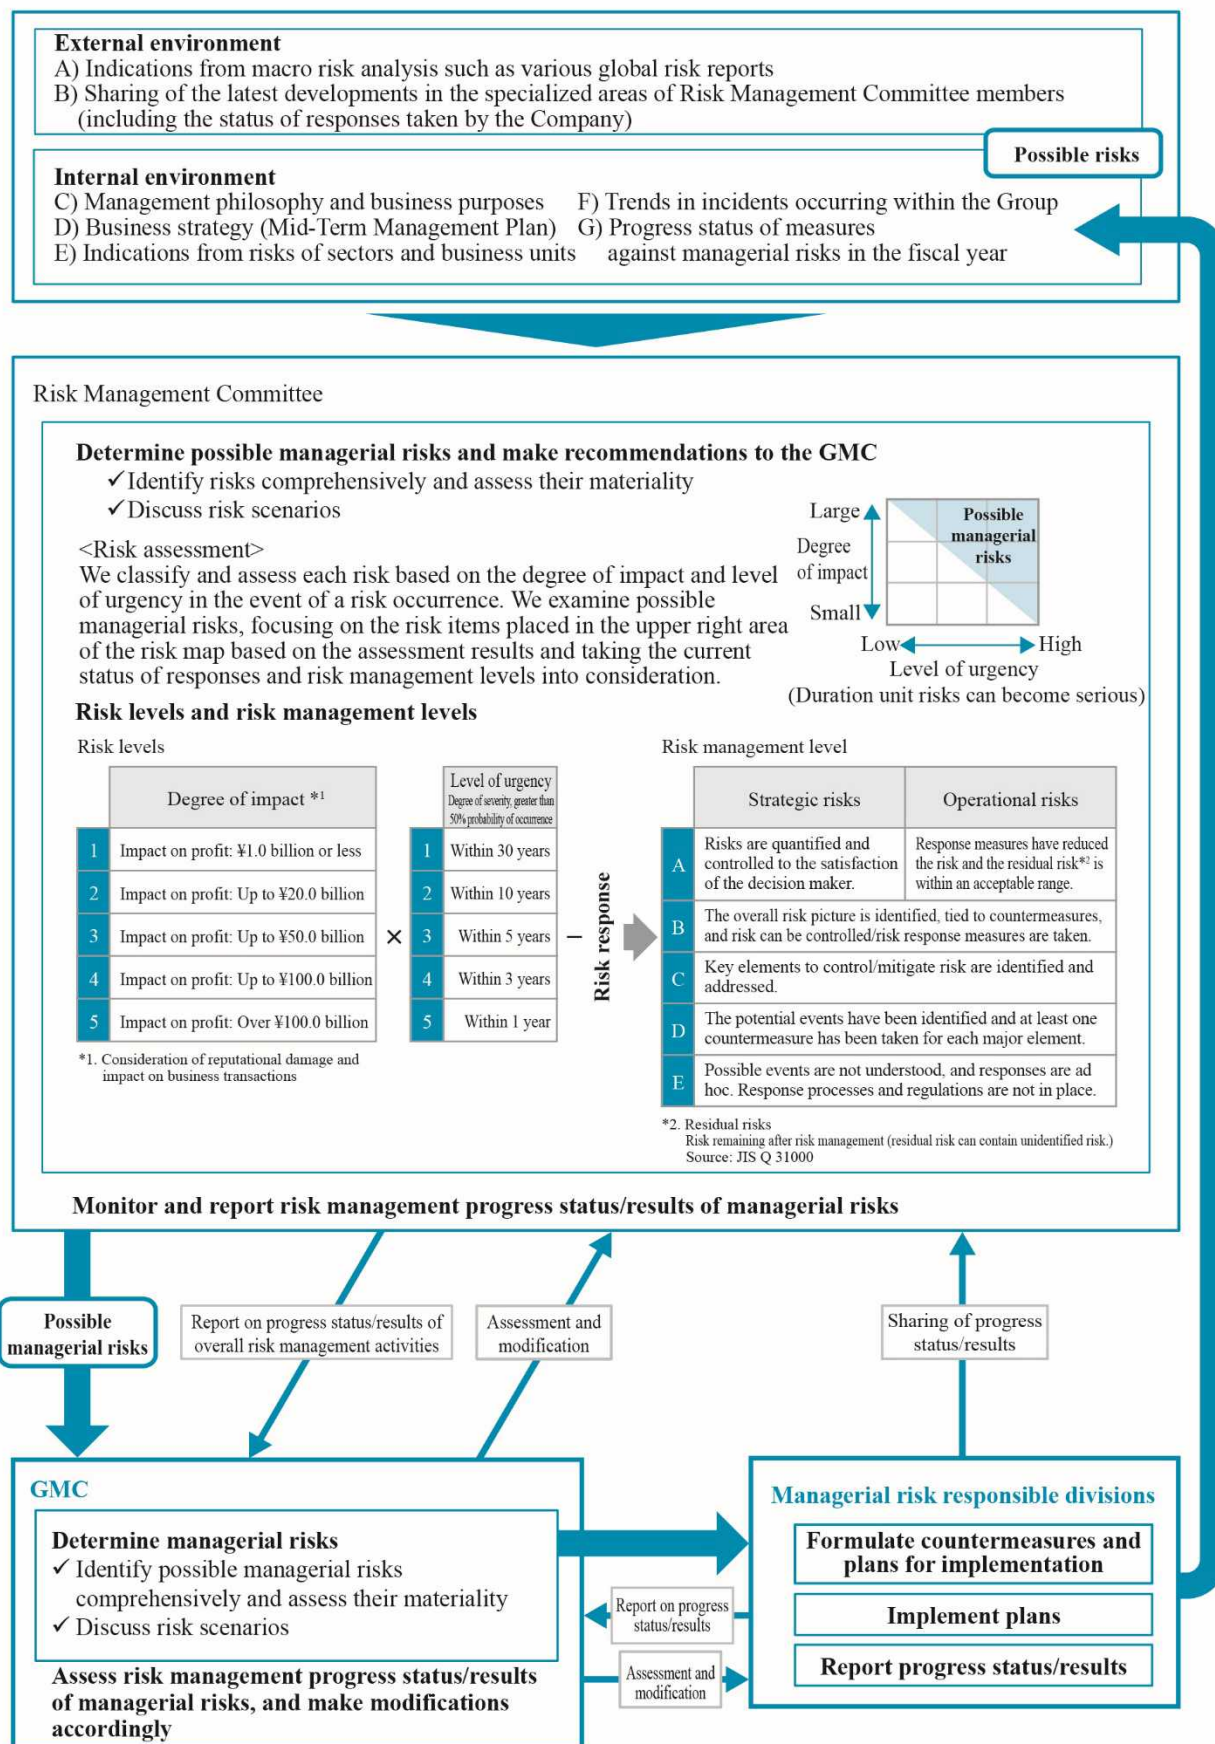 External environment
A) Indications from macro risk analysis such as various global risk reports
B) Sharing of the latest developments in the specialized areas of Risk Management Committee members
(including the status of responses taken by the Company)
Possible risks
Internal environment
C) Management philosophy and business purposes
D) Business strategy (Mid-Term Management Plan)
E) Indications from risks of sectors and business units
F) Trends in incidents occurring within the Group
G) Progress status of measures
against managerial risks in the fiscal year
Risk Management Committee
Determine possible managerial risks and make recommendations to the GMC
✓Identify risks comprehensively and assess their materiality
✓Discuss risk scenarios
<Risk assessment>
We classify and assess each risk based on the degree of impact and level
of urgency in the event of a risk occurrence. We examine possible
managerial risks, focusing on the risk items placed in the upper right area
of the risk map based on the assessment results and taking the current
status of responses and risk management levels into consideration.
Large
Degree
of impact
Small
Possible
managerial
risks
Low
High
Level of urgency
(Duration unit risks can become serious)
Risk levels and risk management levels
Risk levels
Degree of impact *1
1 Impact on profit: ¥1.0 billion or less
2 Impact on profit: Up to ¥20.0 billion
3 Impact on profit: Up to ¥50.0 billion
4 Impact on profit: Up to ¥100.0 billion
5 Impact on profit: Over ¥100.0 billion
*1. Consideration of reputational damage and
impact on business transactions
×
Level of urgency
Degree of severity, greater than
50% probability of occurrence
1 Within 30 years
2 Within 10 years
3 Within 5 years
4 Within 3 years
5 Within 1 year
−
Risk response
Risk management level
Strategic risks
Operational risks
A
Risks are quantified and
controlled to the satisfaction
of the decision maker.
Response measures have reduced
the risk and the residual risk*2 is
within an acceptable range.
B
The overall risk picture is identified, tied to countermeasures,
and risk can be controlled/risk response measures are taken.
C
Key elements to control/mitigate risk are identified and
addressed.
D
The potential events have been identified and at least one
countermeasure has been taken for each major element.
E
Possible events are not understood, and responses are ad
hoc. Response processes and regulations are not in place.
*2. Residual risks
Risk remaining after risk management (residual risk can contain unidentified risk.)
Source: JIS Q 31000
Monitor and report risk management progress status/results of managerial risks
Possible
managerial risks
Report on progress status/results of
overall risk management activities
Assessment and
modification
Sharing of progress
status/results
GMC
Determine managerial risks
✓ Identify possible managerial risks
comprehensively and assess their materiality
✓ Discuss risk scenarios
Assess risk management progress status/results
of managerial risks, and make modifications
accordingly
Report on progress
status/results
Assessment and
modification
Managerial risk responsible divisions
Formulate countermeasures and
plans for implementation
Implement plans
Report progress status/results